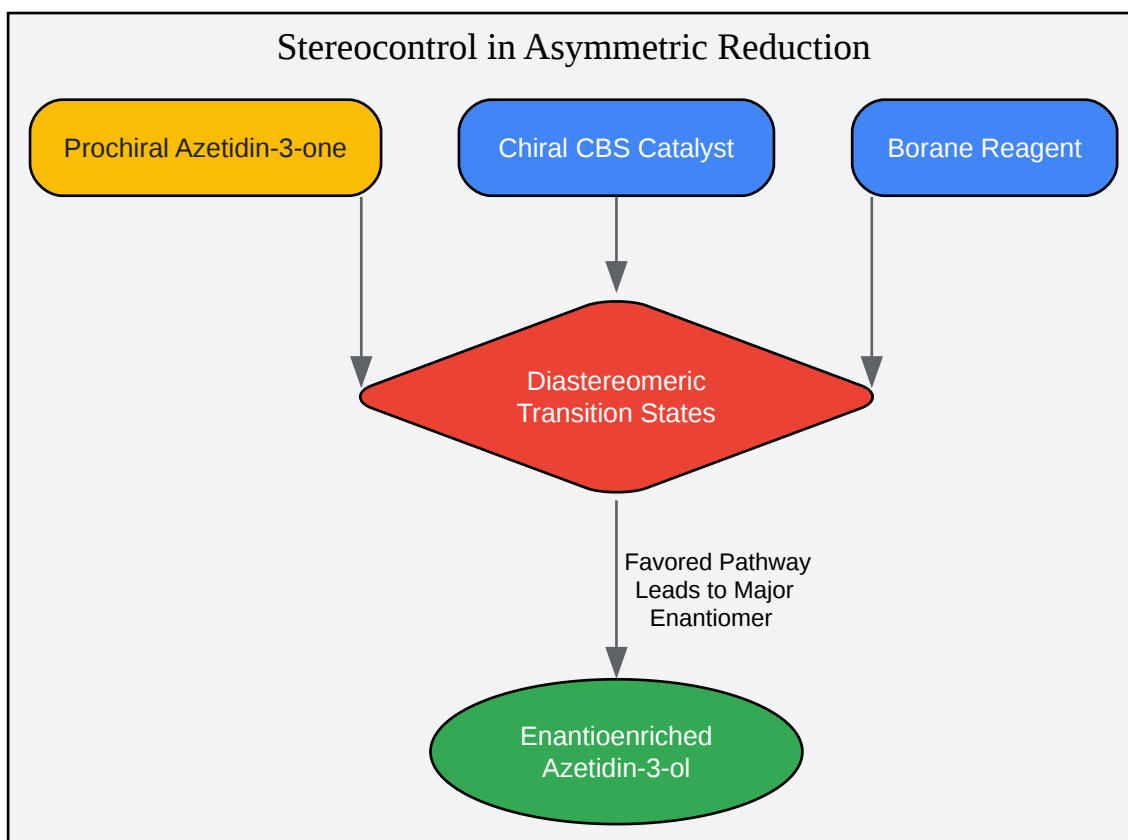 Stereocontrol in Asymmetric Reduction
Prochiral Azetidin-3-one
Chiral CBS Catalyst
Borane Reagent
Diastereomeric
Transition States
Favored Pathway
Leads to Major
Enantiomer
Enantioenriched
Azetidin-3-ol